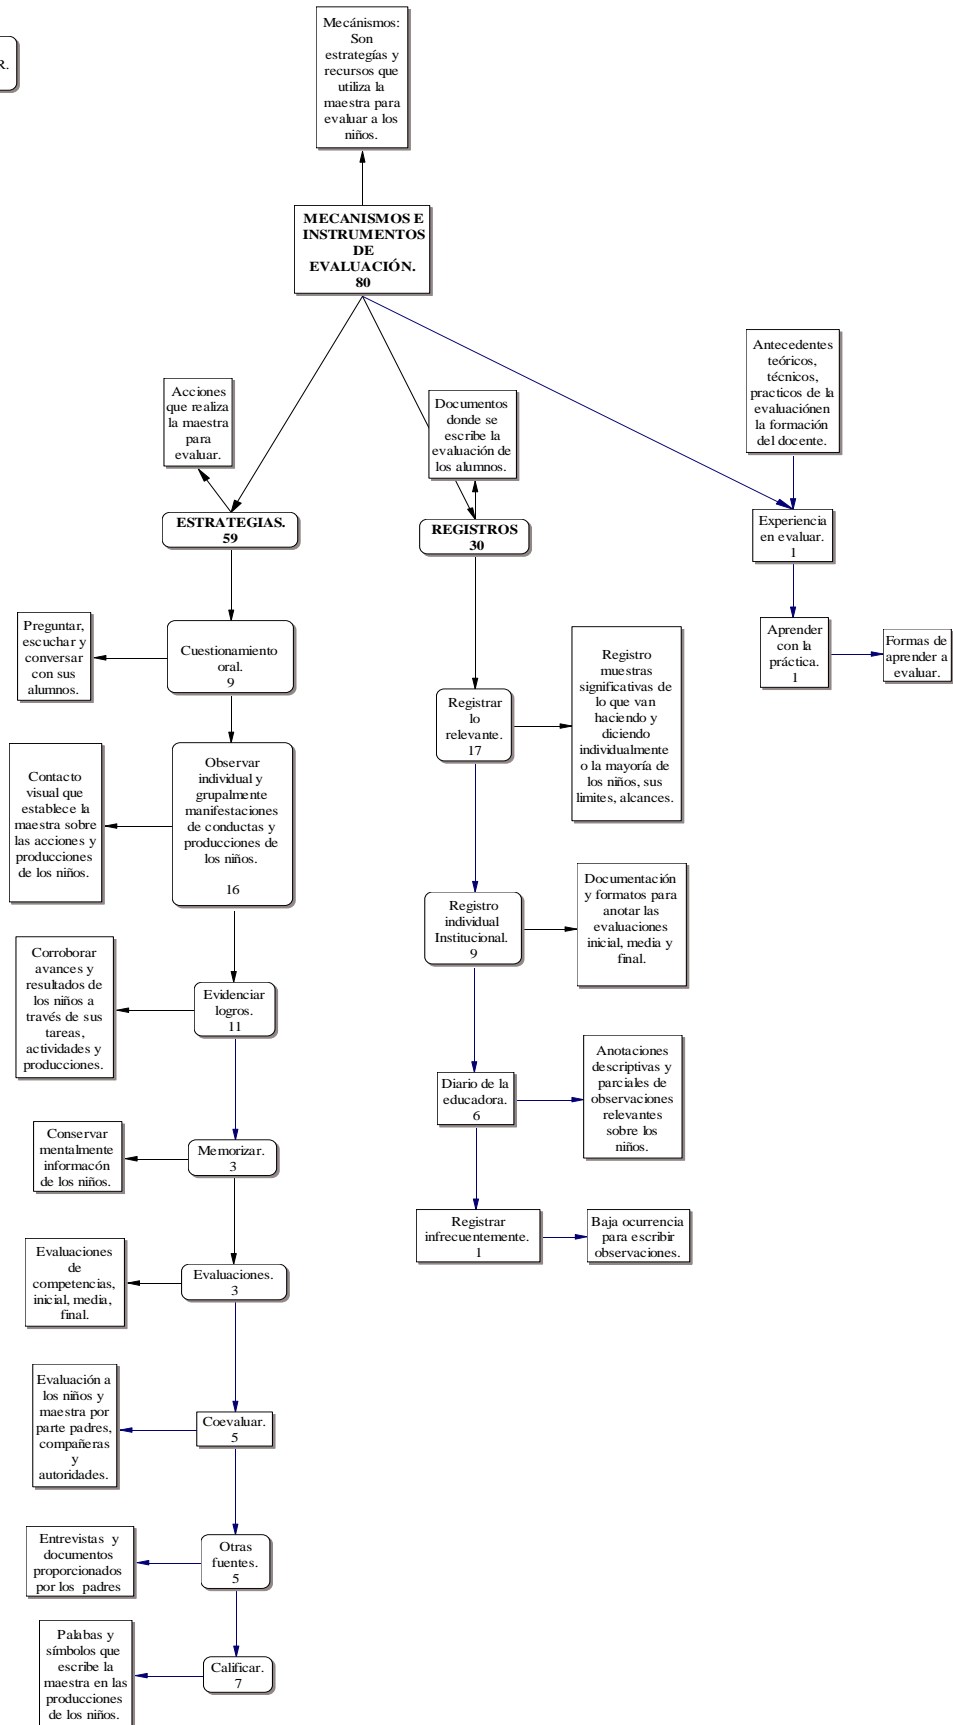 R.
Mecánismos:
Son
estrategías y
recursos que
utiliza la
maestra para
evaluar a los
niños.
MECANISMOS E
INSTRUMENTOS
DE
EVALUACIÓN.
80
Acciones
que realiza
la maestra
para
evaluar.
Documentos
donde se
escribe la
evaluación de
los alumnos.
Antecedentes
teóricos,
técnicos,
practicos de la
evaluaciónen
la formación
del docente.
ESTRATEGIAS.
59
REGISTROS
30
Experiencia
en evaluar.
1
Preguntar,
escuchar y
conversar
con sus
alumnos.
Cuestionamiento
oral.
9
Aprender
con la
práctica.
1
Formas de
aprender a
evaluar.
Registrar
lo
relevante.
17
Registro
muestras
significativas de
lo que van
haciendo y
diciendo
individualmente
o la mayoría de
los niños, sus
limites, alcances.
Contacto
visual que
establece la
maestra sobre
las acciones y
producciones
de los niños.
Observar
individual y
grupalmente
manifestaciones
de conductas y
producciones de
los niños.
16
Registro
individual
Institucional.
9
Documentación
y formatos para
anotar las
evaluaciones
inicial, media y
final.
Corroborar
avances y
resultados de
los niños a
través de sus
tareas,
actividades y
producciones.
Evidenciar
logros.
11
Diario de la
educadora.
6
Anotaciones
descriptivas y
parciales de
observaciones
relevantes
sobre los
niños.
Conservar
mentalmente
informacón
de los niños.
Memorizar.
3
Registrar
infrecuentemente.
1
Baja ocurrencia
para escribir
observaciones.
Evaluaciones
de
competencias,
inicial, media,
final.
Evaluaciones.
3
Evaluación a
los niños y
maestra por
parte padres,
compañeras
y
autoridades.
Coevaluar.
5
Entrevistas y
documentos
proporcionados
por los padres
Otras
fuentes.
5
Palabas y
símbolos que
escribe la
maestra en las
producciones
de los niños.
Calificar.
7